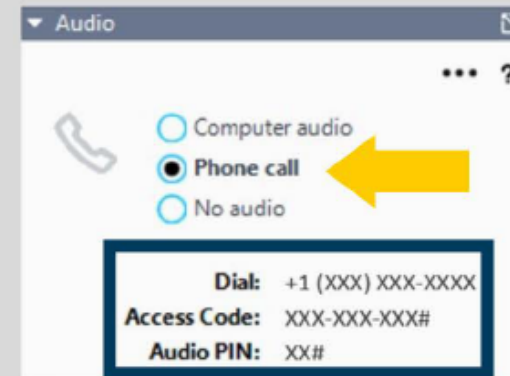 Audio
... ?
Computer audio
Phone call
No audio
Dial: +1 (XXX) XXX-XXXX
Access Code: XXX-XXX-XXX#
Audio PIN: XX#